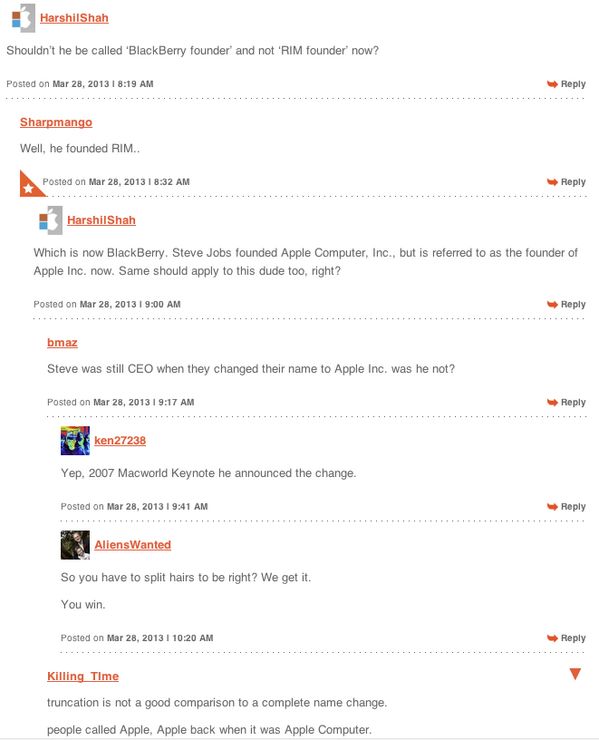 HarshilShah
Shouldn't he be called ‘BlackBerry founder’ and not ‘RIM founder’ now?
Posted on Mar 28, 2013 | 8:19 AM Reply
Sharpmango
Well, he founded RIM..
Posted on Mar 28, 2013 | 8:32 AM Reply
HarshilShah
Which is now BlackBerry. Steve Jobs founded Apple Computer, Inc., but is referred to as the founder of
Apple Inc. now. Same should apply to this dude too, right?
Posted on Mar 28, 2013 | 9:00 AM Reply
bmaz
Steve was still CEO when they changed their name to Apple Inc. was he not?
Posted on Mar 28, 2013 | 9:17 AM Reply
ken27238
Yep, 2007 Macworld Keynote he announced the change.
Posted on Mar 28, 2013 | 9:41 AM Reply
AliensWanted
So you have to split hairs to be right? We get it.
You win.
Posted on Mar 28, 2013 | 10:20 AM Reply
Killing_TIme
truncation is not a good comparison to a complete name change.
people called Apple, Apple back when it was Apple Computer.